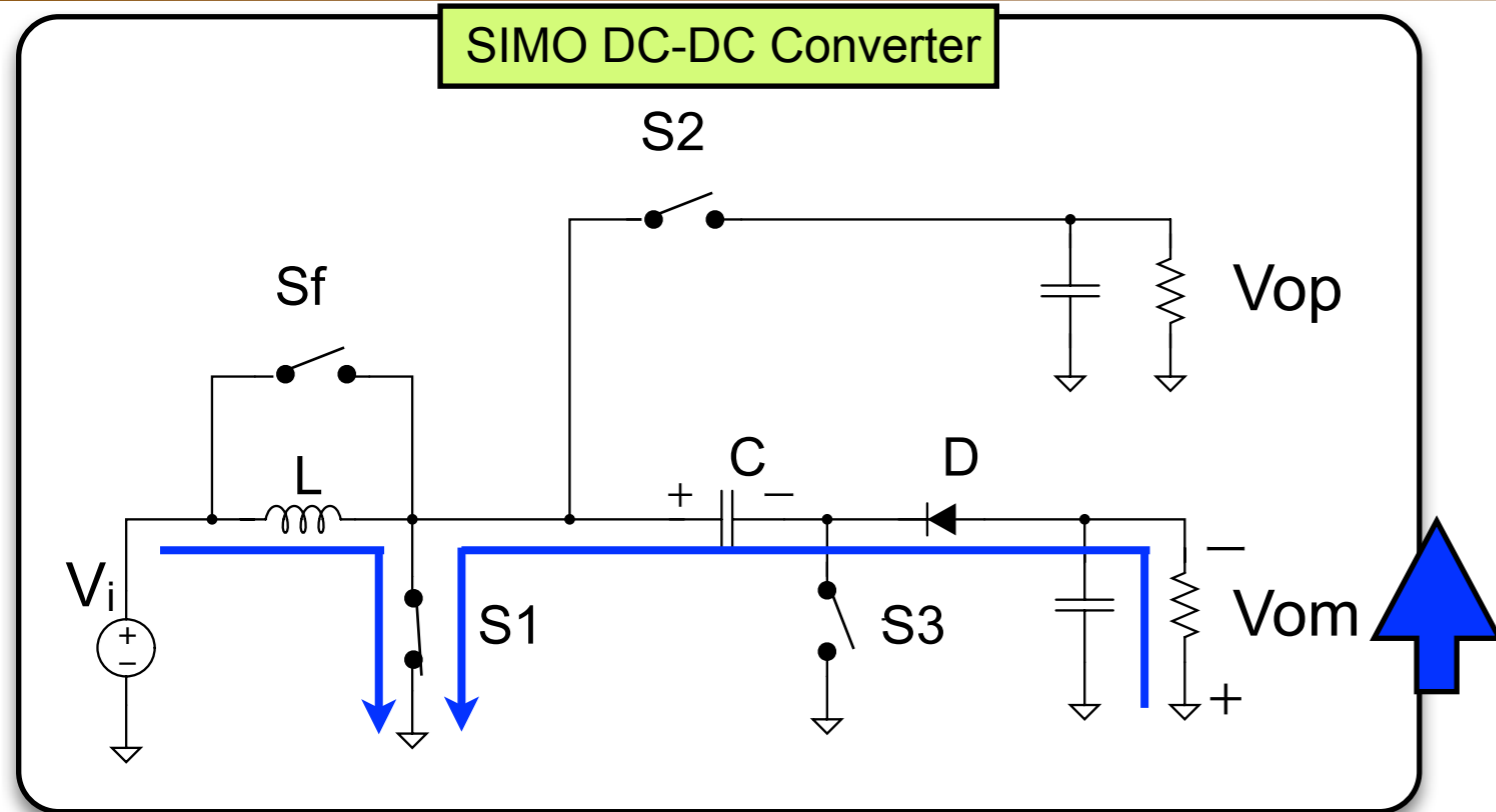 SIMO DC-DC Converter
S2
Sf
Vop
L
+ C −
D
Vi
+
−
S1
S3
−
Vom
+